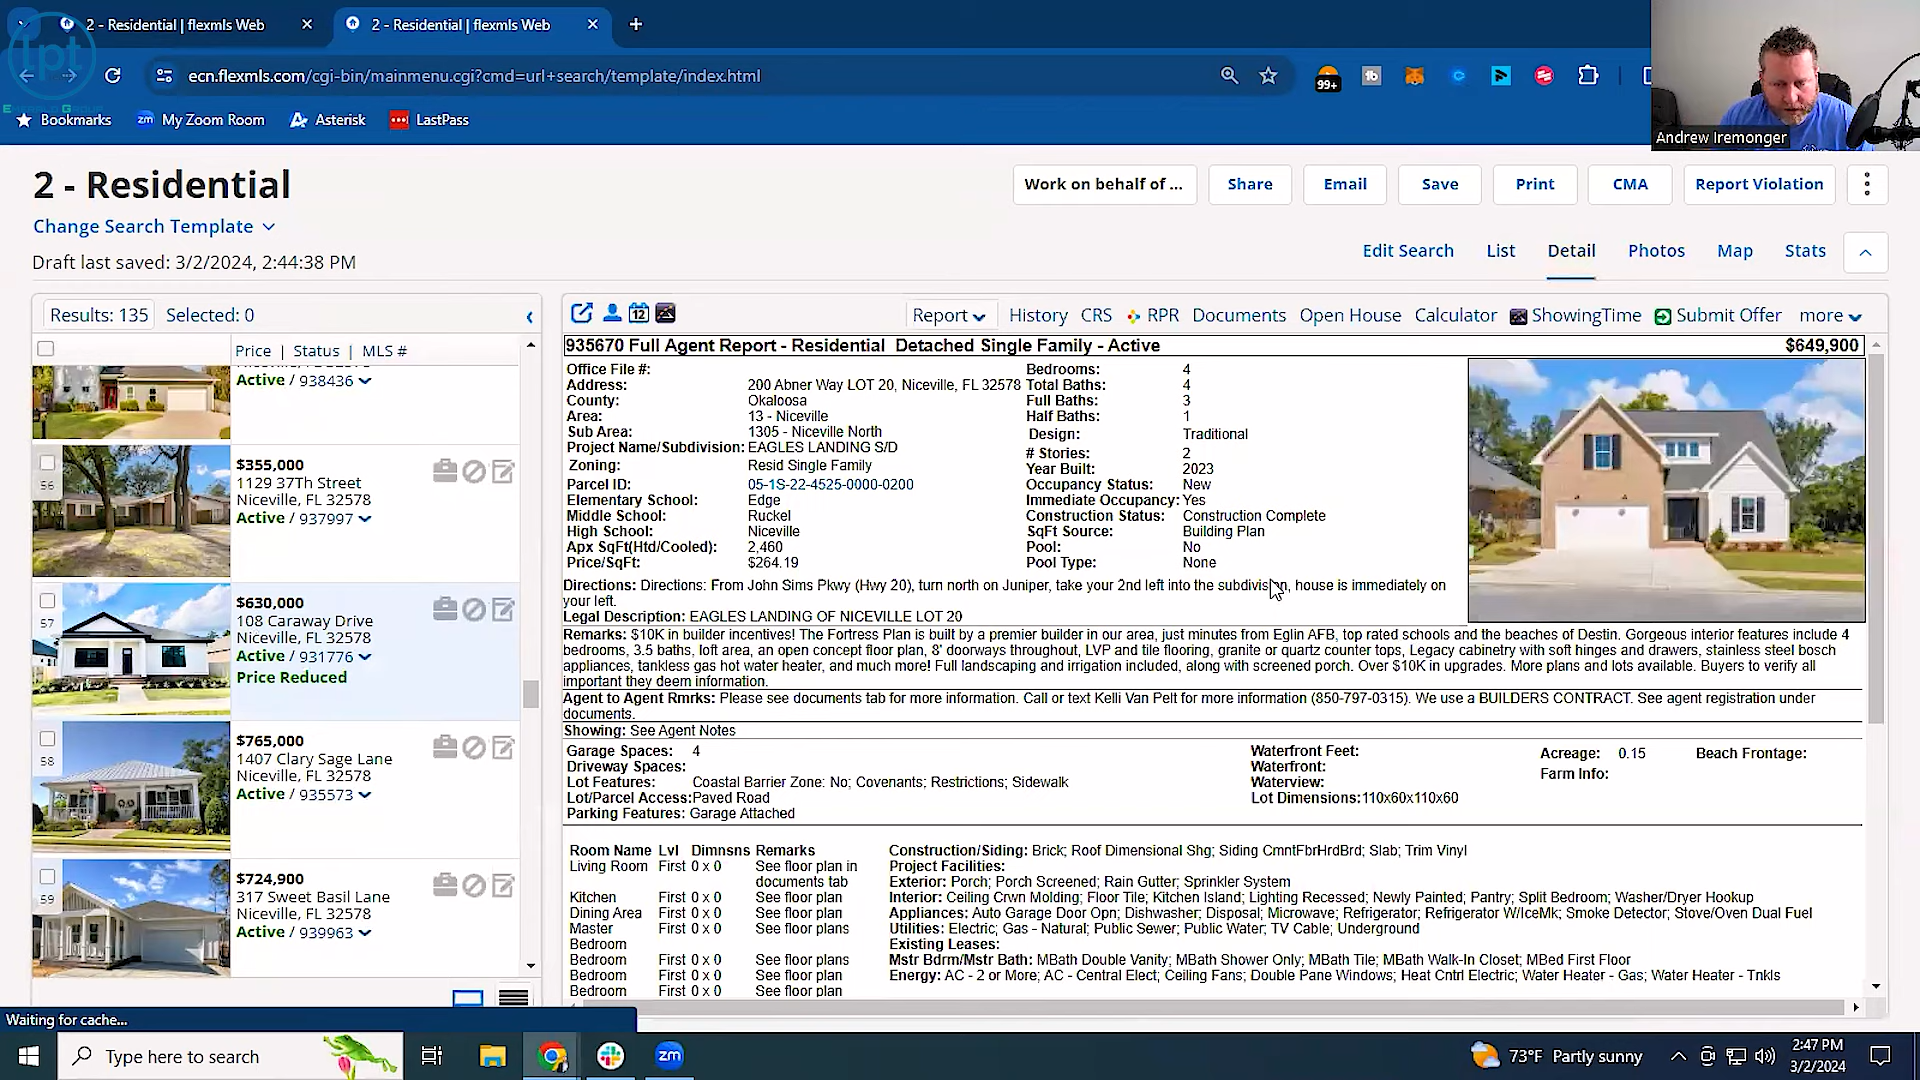 2 - Residential | flexmls Web
2 - Residential | flexmls Web
1pt
EMERALD GROUP
ecn.flexmls.com/cgi-bin/mainmenu.cgi?cmd=url+search/template/index.html
99+
Bookmarks
zm My Zoom Room
Asterisk
LastPass
Andrew Iremonger
2 - Residential
Work on behalf of ...
Share
Email
Save
Print
CMA
Report Violation
Change Search Template
Draft last saved: 3/2/2024, 2:44:38 PM
Edit Search
List
Detail
Photos
Map
Stats
Results: 135
Selected: 0
Price | Status | MLS #
Active / 938436
56
$355,000
1129 37Th Street
Niceville, FL 32578
Active / 937997
57
$630,000
108 Caraway Drive
Niceville, FL 32578
Active / 931776
Price Reduced
58
$765,000
1407 Clary Sage Lane
Niceville, FL 32578
Active / 935573
59
$724,900
317 Sweet Basil Lane
Niceville, FL 32578
Active / 939963
12
Report
History
CRS
RPR
Documents
Open House
Calculator
ShowingTime
Submit Offer
more
935670 Full Agent Report - Residential Detached Single Family - Active $649,900
Office File #:
Address: 200 Abner Way LOT 20, Niceville, FL 32578
County: Okaloosa
Area: 13 - Niceville
Sub Area: 1305 - Niceville North
Project Name/Subdivision: EAGLES LANDING S/D
Zoning: Resid Single Family
Parcel ID: 05-1S-22-4525-0000-0200
Elementary School: Edge
Middle School: Ruckel
High School: Niceville
Apx SqFt(Htd/Cooled): 2,460
Price/SqFt: $264.19
Bedrooms: 4
Total Baths: 4
Full Baths: 3
Half Baths: 1
Design: Traditional
# Stories: 2
Year Built: 2023
Occupancy Status: New
Immediate Occupancy: Yes
Construction Status: Construction Complete
SqFt Source: Building Plan
Pool: No
Pool Type: None
Directions: Directions: From John Sims Pkwy (Hwy 20), turn north on Juniper, take your 2nd left into the subdivision, house is immediately on
your left.
Legal Description: EAGLES LANDING OF NICEVILLE LOT 20
Remarks: $10K in builder incentives! The Fortress Plan is built by a premier builder in our area, just minutes from Eglin AFB, top rated schools and the beaches of Destin. Gorgeous interior features include 4
bedrooms, 3.5 baths, loft area, an open concept floor plan, 8' doorways throughout, LVP and tile flooring, granite or quartz counter tops, Legacy cabinetry with soft hinges and drawers, stainless steel bosch
appliances, tankless gas hot water heater, and much more! Full landscaping and irrigation included, along with screened porch. Over $10K in upgrades. More plans and lots available. Buyers to verify all
important they deem information.
Agent to Agent Rmrks: Please see documents tab for more information. Call or text Kelli Van Pelt for more information (850-797-0315). We use a BUILDERS CONTRACT. See agent registration under
documents.
Showing: See Agent Notes
Garage Spaces: 4
Driveway Spaces:
Lot Features: Coastal Barrier Zone: No; Covenants; Restrictions; Sidewalk
Lot/Parcel Access: Paved Road
Parking Features: Garage Attached
Waterfront Feet:
Waterfront:
Waterview:
Lot Dimensions: 110x60x110x60
Acreage: 0.15
Farm Info:
Beach Frontage:
Room Name Lvl Dimnsns Remarks
Living Room First 0 x 0 See floor plan in
documents tab
Kitchen First 0 x 0 See floor plan
Dining Area First 0 x 0 See floor plan
Master First 0 x 0 See floor plans
Bedroom
Bedroom First 0 x 0 See floor plans
Bedroom First 0 x 0 See floor plan
Bedroom First 0 x 0 See floor plan
Construction/Siding: Brick; Roof Dimensional Shg; Siding CmntFbrHrdBrd; Slab; Trim Vinyl
Project Facilities:
Exterior: Porch; Porch Screened; Rain Gutter; Sprinkler System
Interior: Ceiling Crwn Molding; Floor Tile; Kitchen Island; Lighting Recessed; Newly Painted; Pantry; Split Bedroom; Washer/Dryer Hookup
Appliances: Auto Garage Door Opn; Dishwasher; Disposal; Microwave; Refrigerator; Refrigerator W/IceMk; Smoke Detector; Stove/Oven Dual Fuel
Utilities: Electric; Gas - Natural; Public Sewer; Public Water; TV Cable; Underground
Existing Leases:
Mstr Bdrm/Mstr Bath: MBath Double Vanity; MBath Shower Only; MBath Tile; MBath Walk-In Closet; MBed First Floor
Energy: AC - 2 or More; AC - Central Elect; Ceiling Fans; Double Pane Windows; Heat Cntrl Electric; Water Heater - Gas; Water Heater - Tnkls
Waiting for cache...
Type here to search
zm
73°F Partly sunny
2:47 PM
3/2/2024